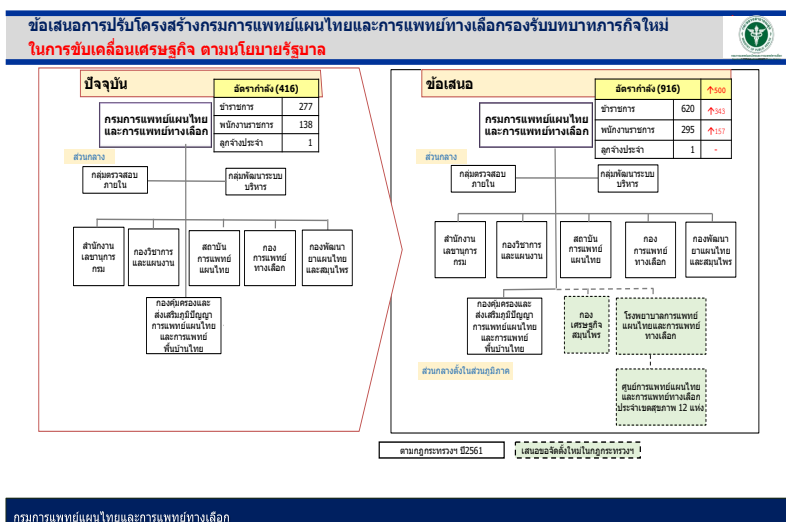 ข้อเสนอการปรับโครงสร้างกรมการแพทย์แผนไทยและการแพทย์ทางเลือกรองรับบทบาทภารกิจใหม่
ในการขับเคลื่อนเศรษฐกิจ ตามนโยบายรัฐบาล
ปัจจุบัน
อัตรากำลัง (416)
ข้าราชการ 277
พนักงานราชการ 138
ลูกจ้างประจำ 1
กรมการแพทย์แผนไทย
และการแพทย์ทางเลือก
ส่วนกลาง
กลุ่มตรวจสอบ
ภายใน
กลุ่มพัฒนาระบบ
บริหาร
สำนักงาน
เลขานุการ
กรม
กองวิชาการ
และแผนงาน
สถาบัน
การแพทย์
แผนไทย
กอง
การแพทย์
ทางเลือก
กองพัฒนา
ยาแผนไทย
และสมุนไพร
กองคุ้มครองและ
ส่งเสริมภูมิปัญญา
การแพทย์แผนไทย
และการแพทย์
พื้นบ้านไทย
ข้อเสนอ
อัตรากำลัง (916) ↑500
ข้าราชการ 620 ↑343
พนักงานราชการ 295 ↑157
ลูกจ้างประจำ 1 -
กรมการแพทย์แผนไทย
และการแพทย์ทางเลือก
ส่วนกลาง
กลุ่มตรวจสอบ
ภายใน
กลุ่มพัฒนาระบบ
บริหาร
สำนักงาน
เลขานุการ
กรม
กองวิชาการ
และแผนงาน
สถาบัน
การแพทย์
แผนไทย
กอง
การแพทย์
ทางเลือก
กองพัฒนา
ยาแผนไทย
และสมุนไพร
กองคุ้มครองและ
ส่งเสริมภูมิปัญญา
การแพทย์แผนไทย
และการแพทย์
พื้นบ้านไทย
กอง
เศรษฐกิจ
สมุนไพร
โรงพยาบาลการแพทย์
แผนไทยและการแพทย์
ทางเลือก
ส่วนกลางตั้งในส่วนภูมิภาค
ศูนย์การแพทย์แผนไทย
และการแพทย์ทางเลือก
ประจำเขตสุขภาพ 12 แห่ง
ตามกฎกระทรวงฯ ปี2561
เสนอขอจัดตั้งใหม่ในกฎกระทรวงฯ
กรมการแพทย์แผนไทยและการแพทย์ทางเลือก